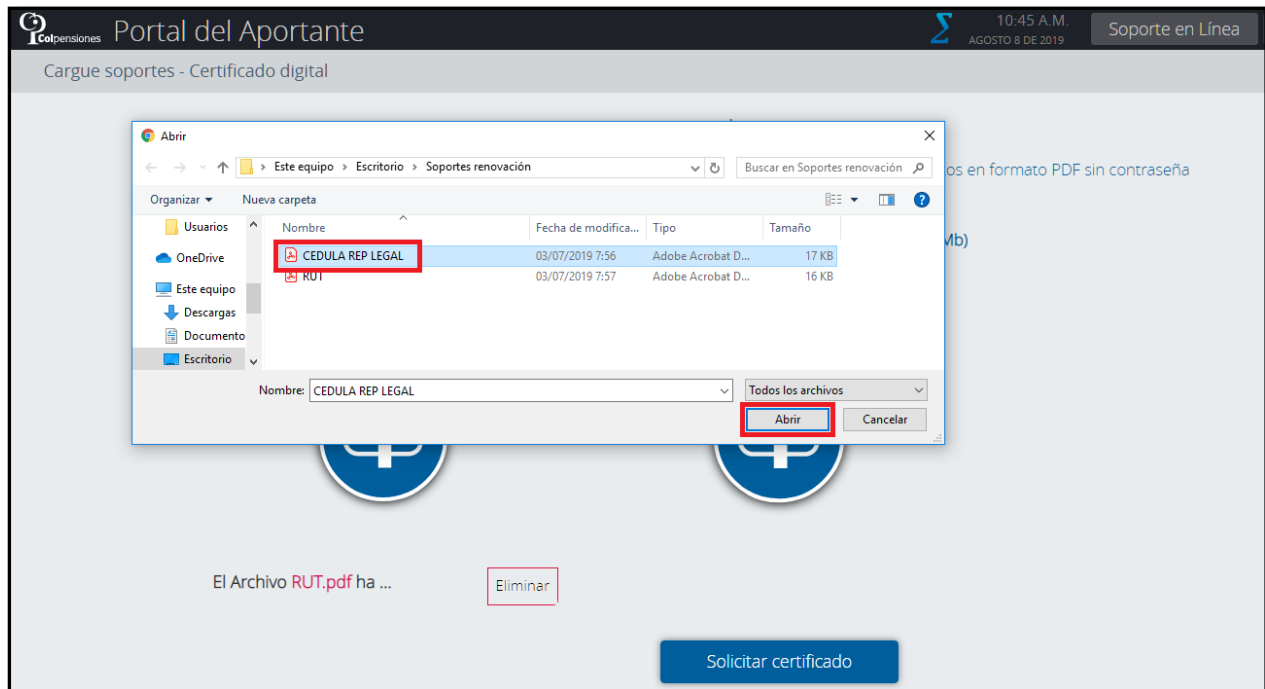 Colpensiones Portal del Aportante
10:45 A.M.
AGOSTO 8 DE 2019
Soporte en Línea
Cargue soportes - Certificado digital
Abrir
Este equipo > Escritorio > Soportes renovación
Buscar en Soportes renovación
os en formato PDF sin contraseña
Organizar Nueva carpeta
Usuarios
Nombre Fecha de modifica... Tipo Tamaño
Mb)
OneDrive
CEDULA REP LEGAL 03/07/2019 7:56 Adobe Acrobat D... 17 KB
RUT 03/07/2019 7:57 Adobe Acrobat D... 16 KB
Este equipo
Descargas
Documento
Escritorio
Nombre: CEDULA REP LEGAL Todos los archivos
Abrir Cancelar
El Archivo RUT.pdf ha ... Eliminar
Solicitar certificado